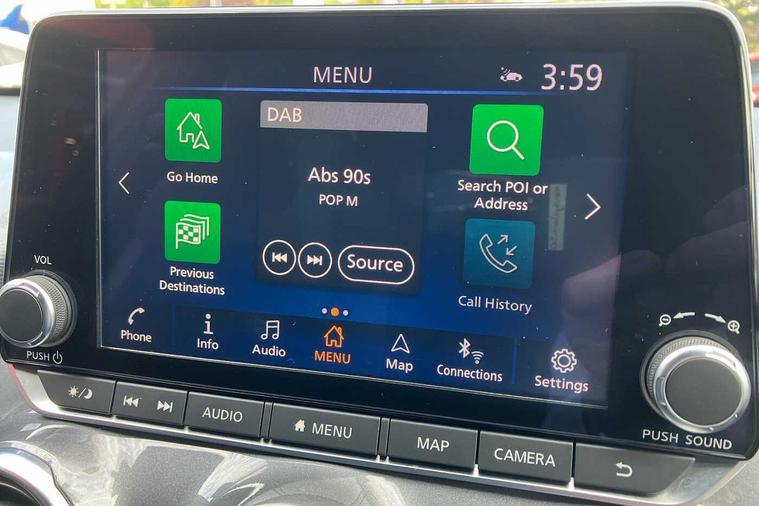 MENU
3:59
DAB
Go Home
Abs 90s
POP M
Search POI or
Address
Previous
Destinations
Source
Call History
VOL
PUSH
Phone
Info
Audio
MENU
Map
Connections
Settings
PUSH SOUND
AUDIO
MENU
MAP
CAMERA